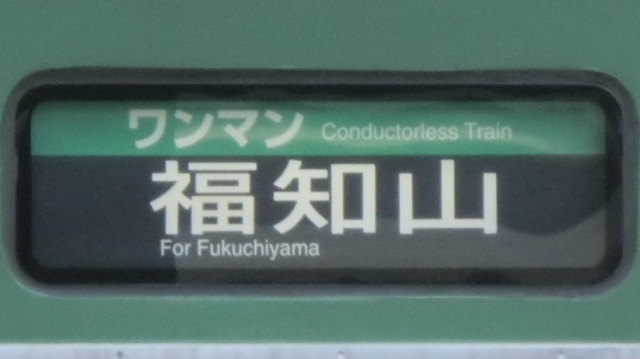 ワンマン Conductorless Train
福知山
For Fukuchiyama